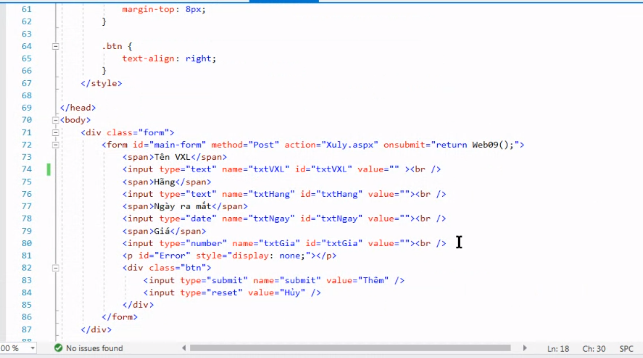 61 margin-top: 8px;
62 }
63
64 .btn {
65 text-align: right;
66 }
67 </style>
68
69 </head>
70 <body>
71 <div class="form">
72 <form id="main-form" method="Post" action="Xuly.aspx" onsubmit="return Web09();">
73 <span>Tên VXL</span>
74 <input type="text" name="txtVXL" id="txtVXL" value="" ><br />
75 <span>Hãng</span>
76 <input type="text" name="txtHang" id="txtHang" value=""><br />
77 <span>Ngày ra mắt</span>
78 <input type="date" name="txtNgay" id="txtNgay" value=""><br />
79 <span>Giá</span>
80 <input type="number" name="txtGia" id="txtGia" value=""><br />
81 <p id="Error" style="display: none;"></p>
82 <div class="btn">
83 <input type="submit" name="submit" value="Thêm" />
84 <input type="reset" value="Hủy" />
85 </div>
86 </form>
87 </div>
00 % No issues found Ln: 18 Ch: 30 SPC